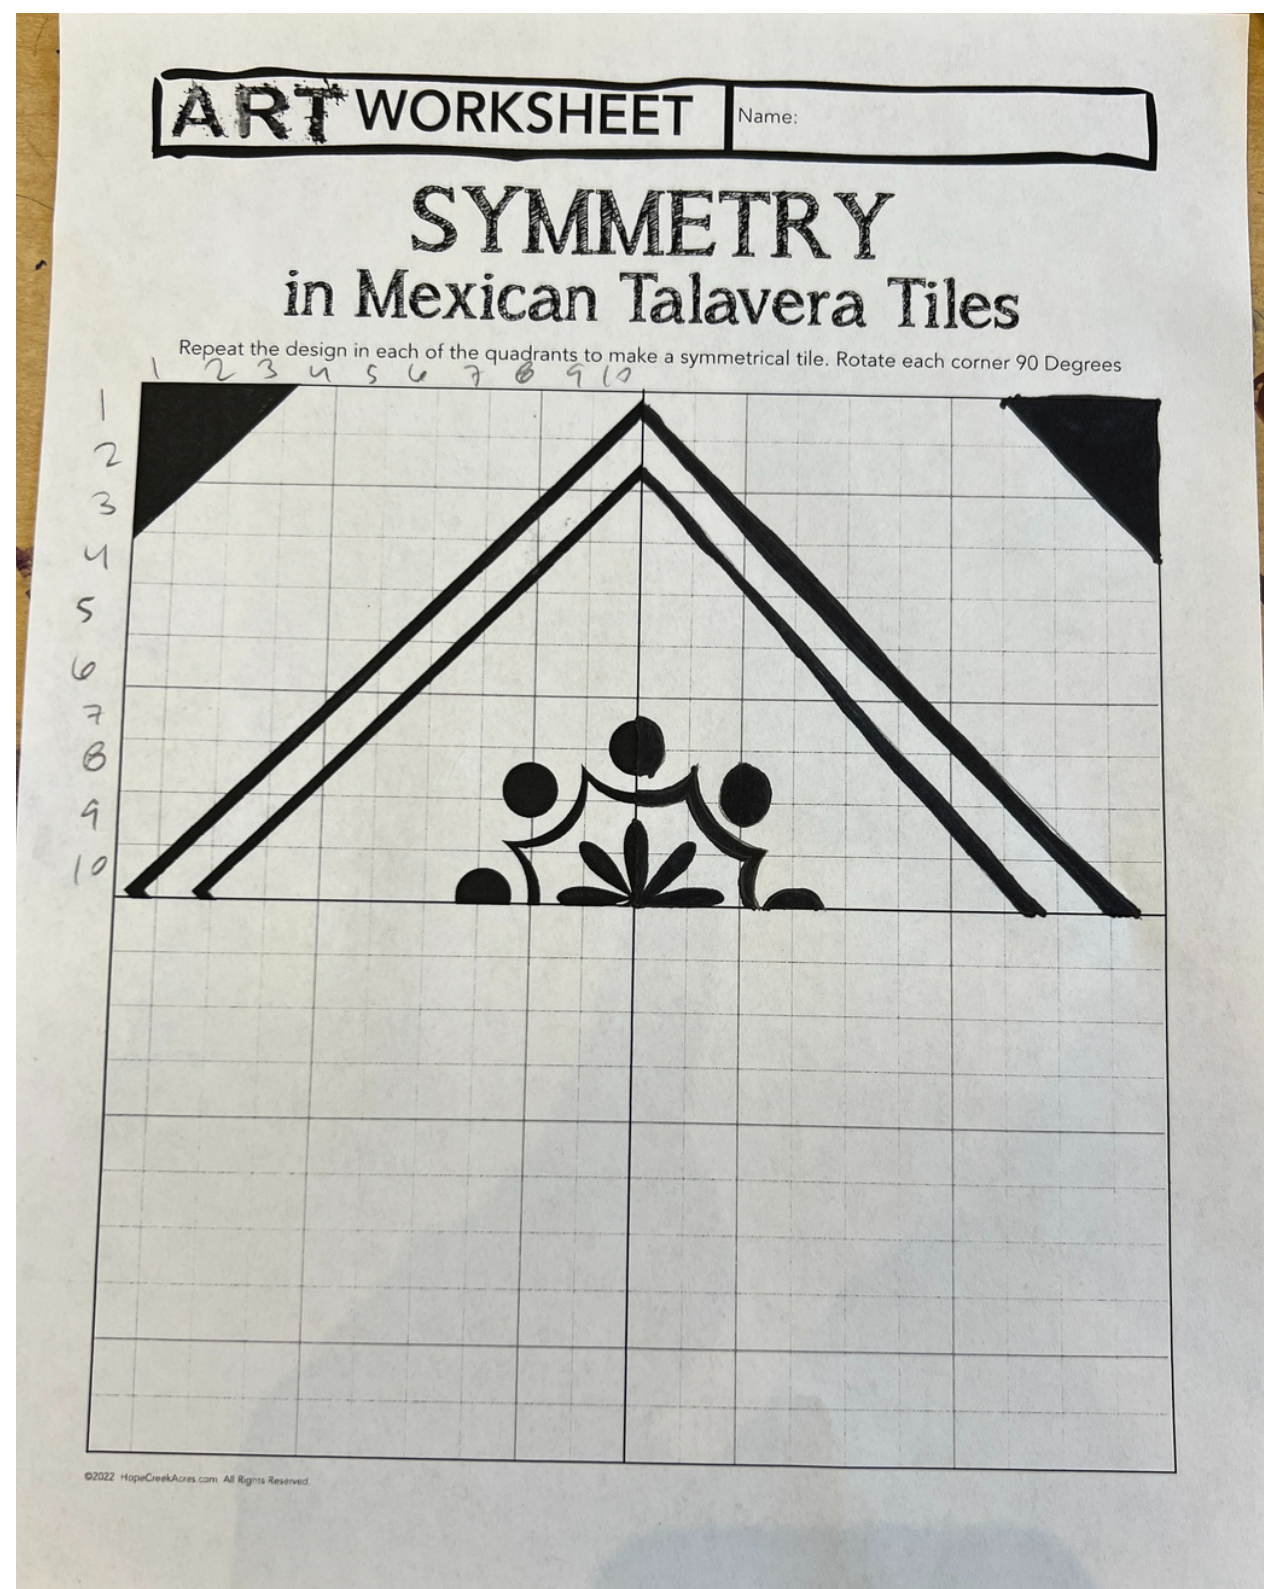 ART WORKSHEET
Name:
SYMMETRY
in Mexican Talavera Tiles
Repeat the design in each of the quadrants to make a symmetrical tile. Rotate each corner 90 Degrees
1 2 3 4 5 6 7 8 9 10
1
2
3
4
5
6
7
8
9
10
©2022 HopeCreekAcres.com. All Rights Reserved.